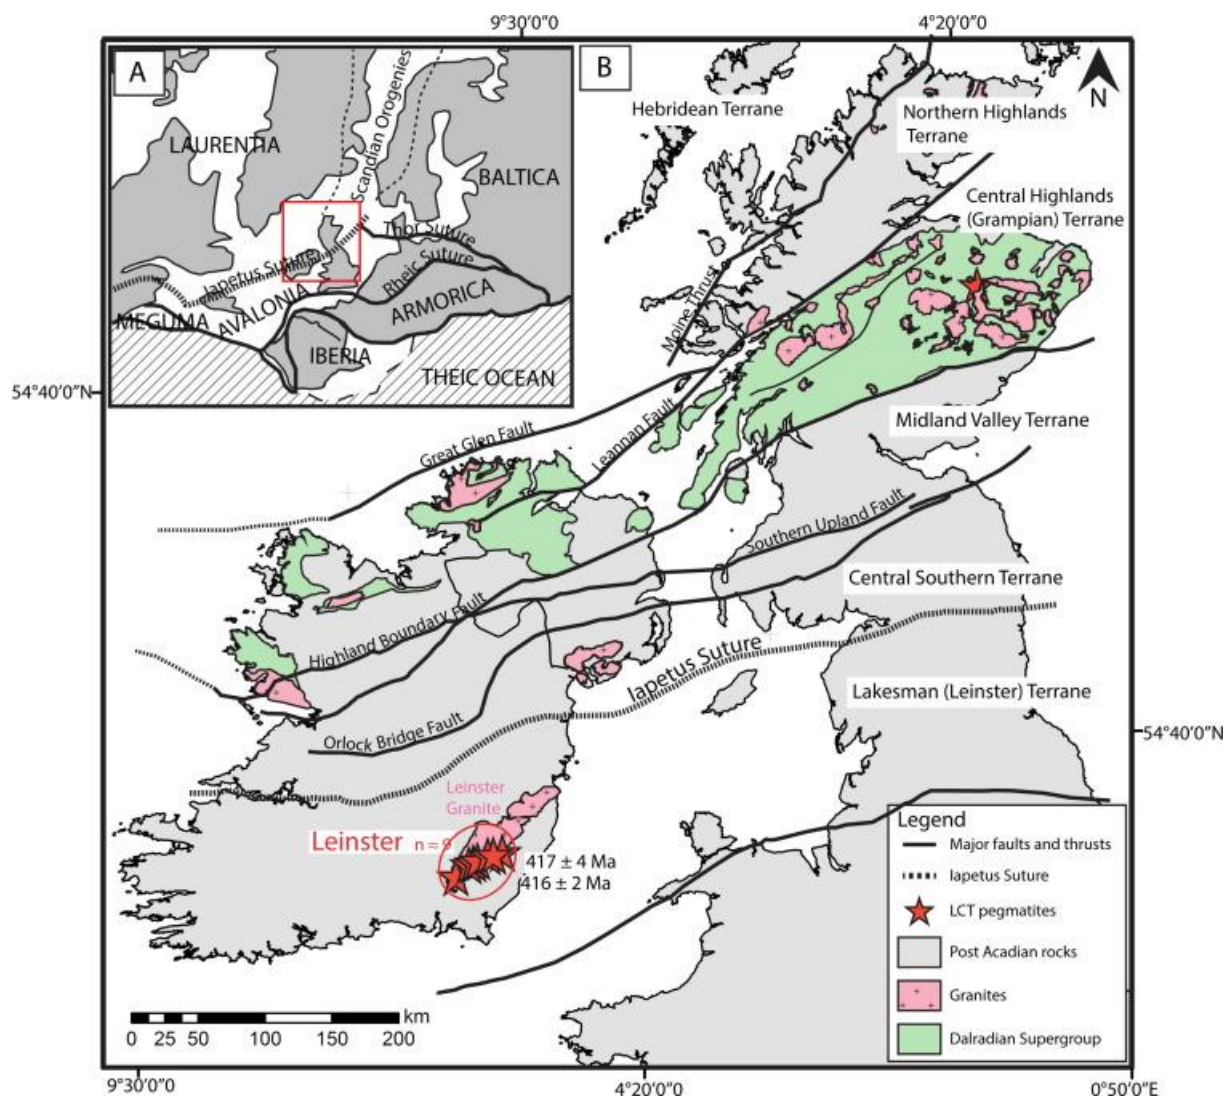 9°30'0"0
4°20'0"0
A
B
N
Hebridean Terrane
Northern Highlands
Terrane
Scandian Orogenies
LAURENTIA
BALTICA
Central Highlands
(Grampian) Terrane
Thor Suture
Iapetus Suture
Rheic Suture
Moine Thrust
AVALONIA
ARMORICA
MEGUMA
IBERIA
THEIC OCEAN
54°40'0"N
Great Glen Fault
Leannan Fault
Midland Valley Terrane
Southern Upland Fault
Central Southern Terrane
Highland Boundary Fault
Iapetus Suture
Lakesman (Leinster) Terrane
Orlock Bridge Fault
54°40'0"N
Leinster
Granite
Leinster n = 9
417 ± 4 Ma
416 ± 2 Ma
Legend
Major faults and thrusts
Iapetus Suture
LCT pegmatites
Post Acadian rocks
Granites
Dalradian Supergroup
km
0 25 50 100 150 200
9°30'0"0
4°20'0"0
0°50'0"E